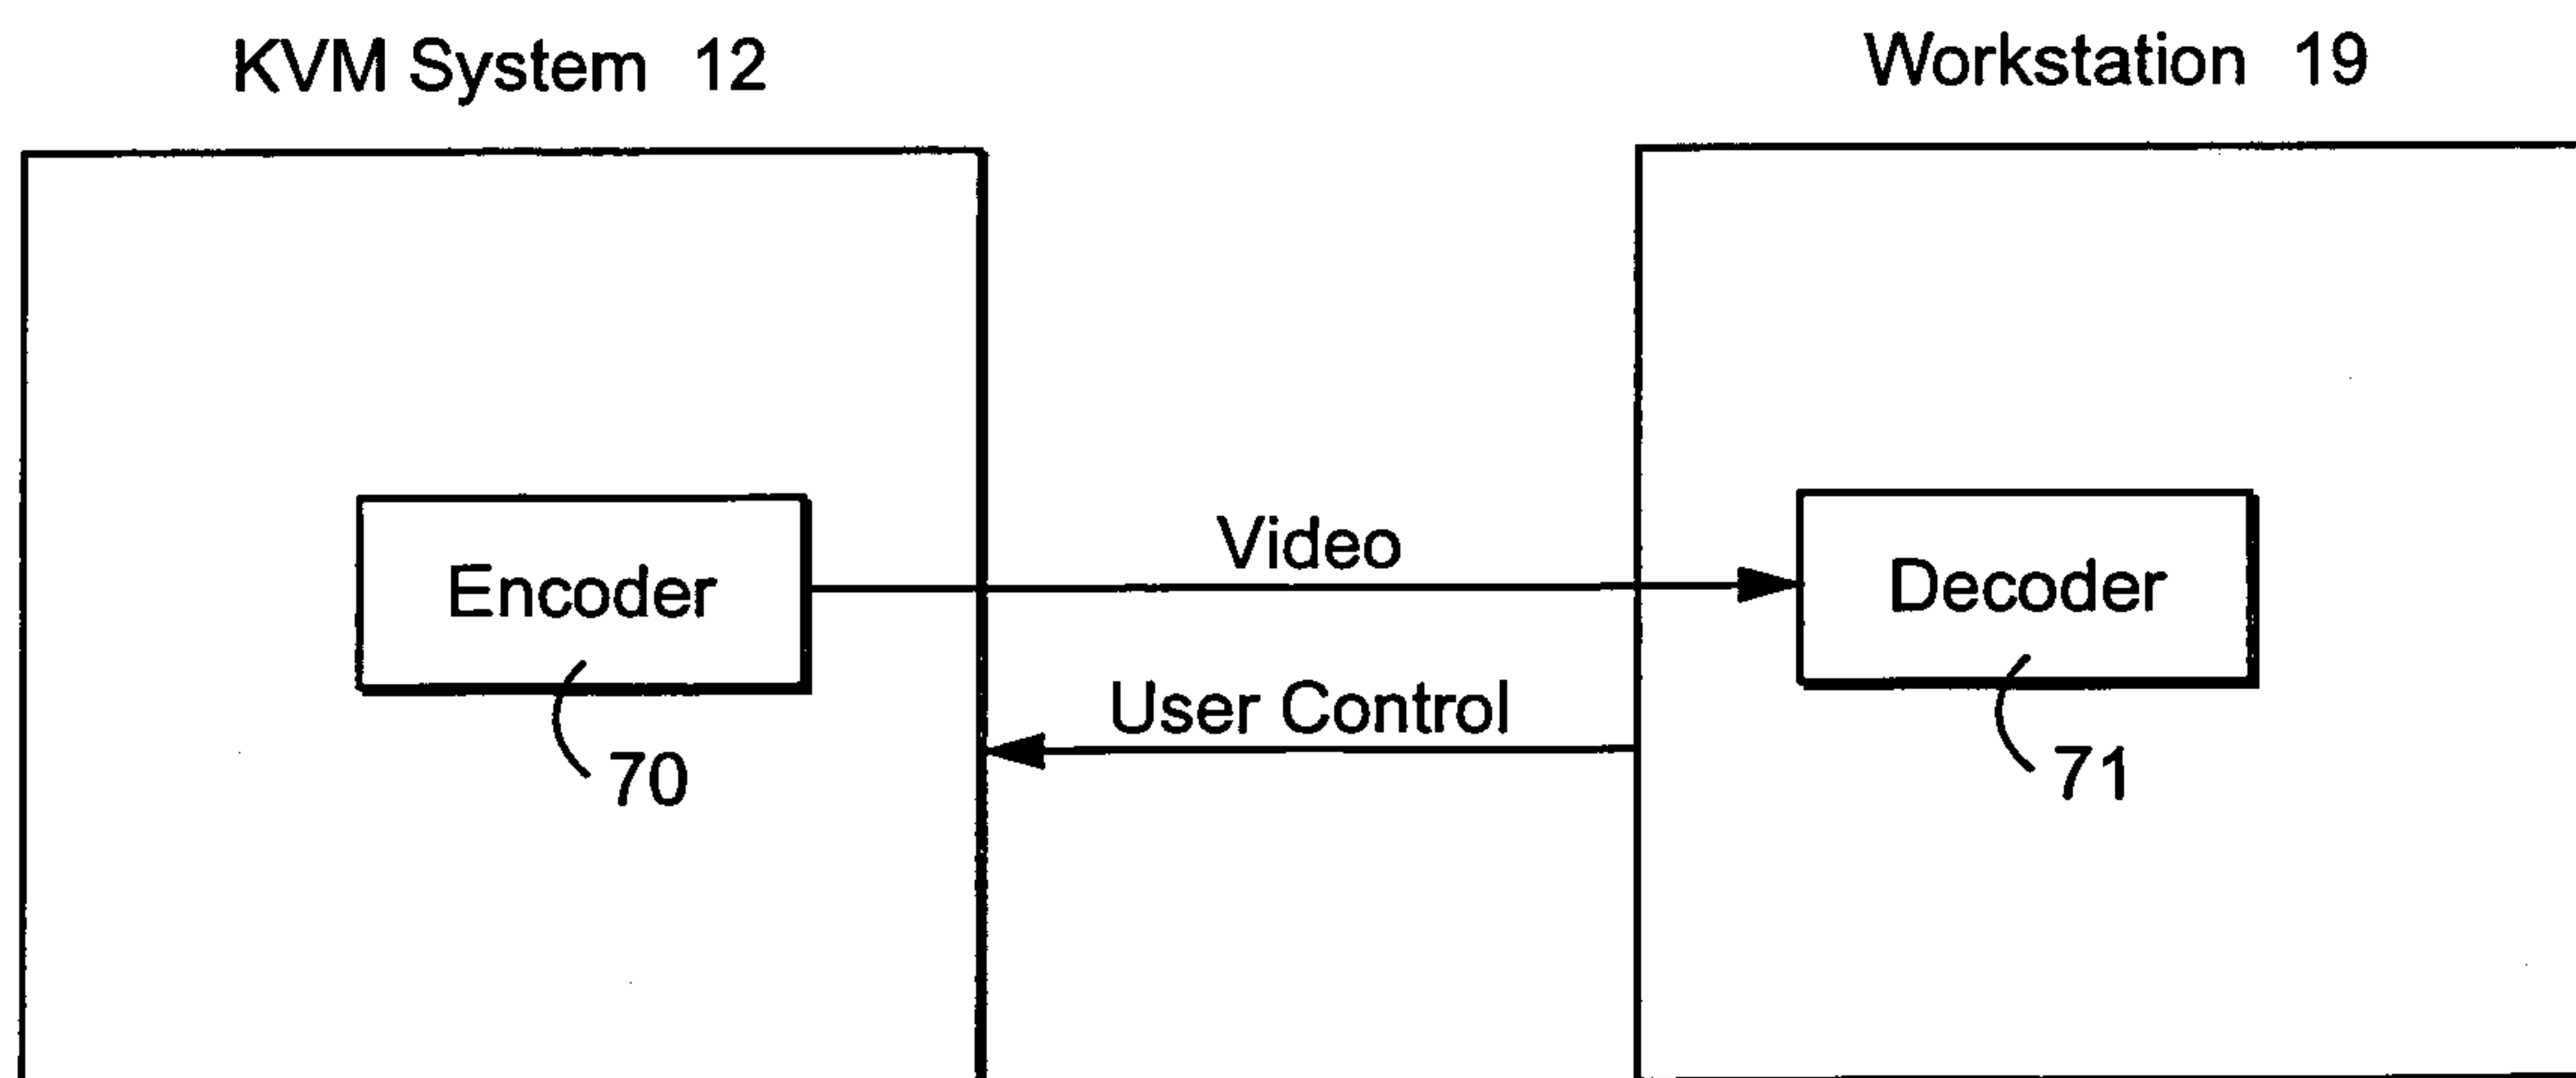 KVM System 12
Workstation 19
Encoder
Video
Decoder
User Control
70
71